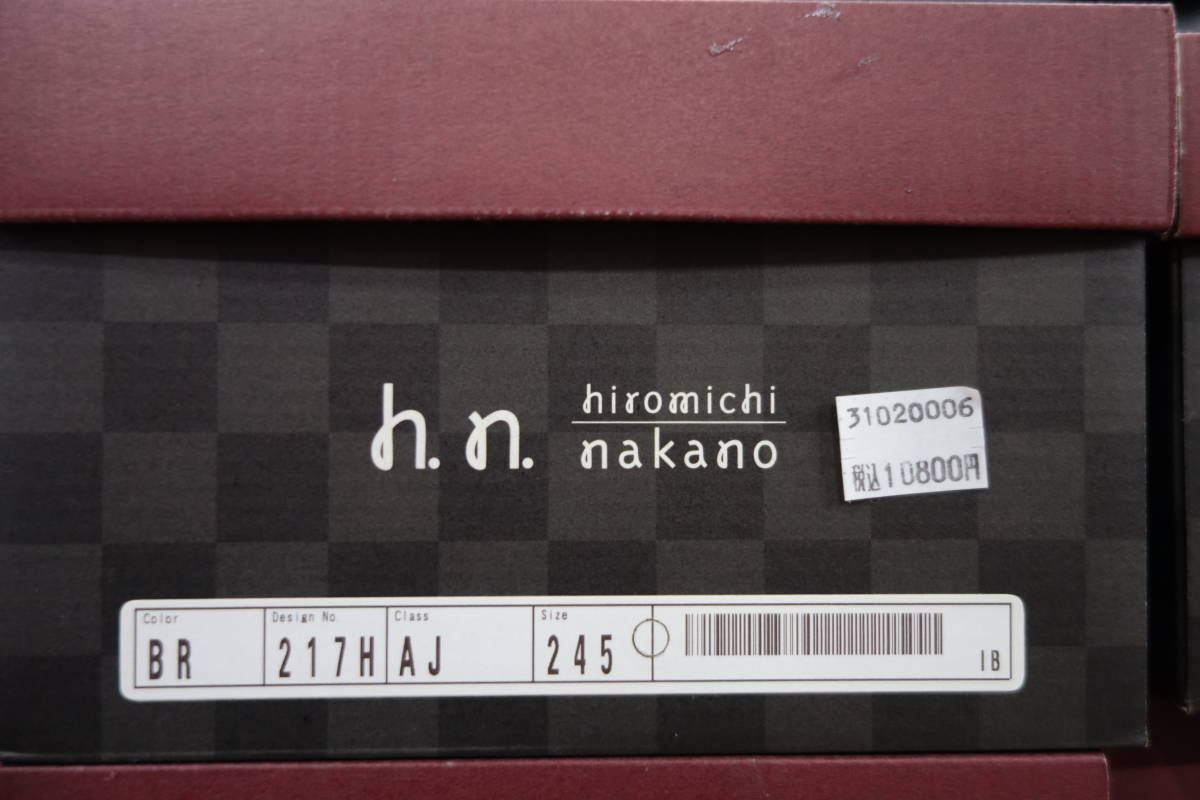 h.n.
hiromichi
nakano
31020006
税込10800円
Color
BR
Design No.
217H
Class
AJ
Size
245
IB